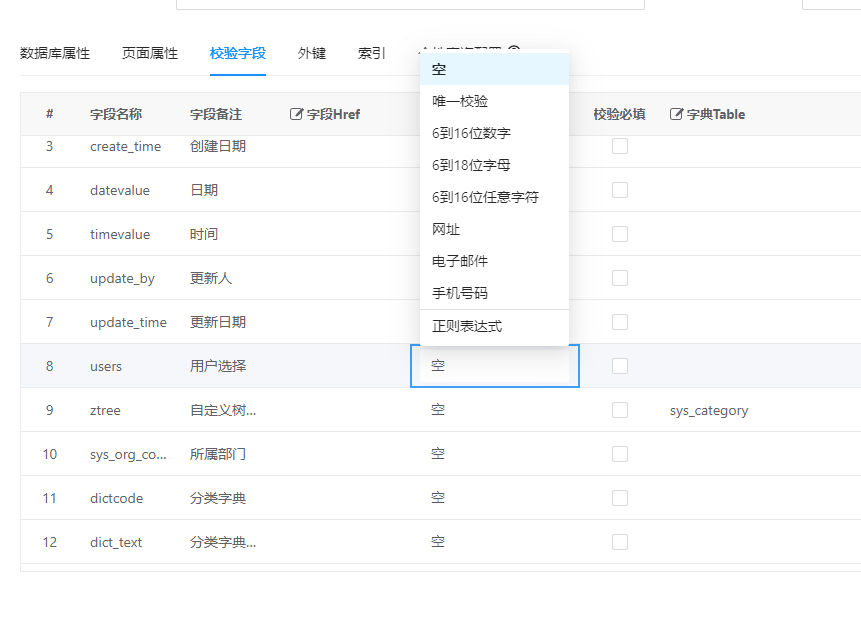 数据库属性 页面属性 校验字段 外键 索引
# 字段名称 字段备注 字段Href 校验必填 字典Table
3 create_time 创建日期
4 datevalue 日期
5 timevalue 时间
6 update_by 更新人
7 update_time 更新日期
8 users 用户选择 空
9 ztree 自定义树... 空 sys_category
10 sys_org_co... 所属部门 空
11 dictcode 分类字典 空
12 dict_text 分类字典... 空
空
唯一校验
6到16位数字
6到18位字母
6到16位任意字符
网址
电子邮件
手机号码
正则表达式